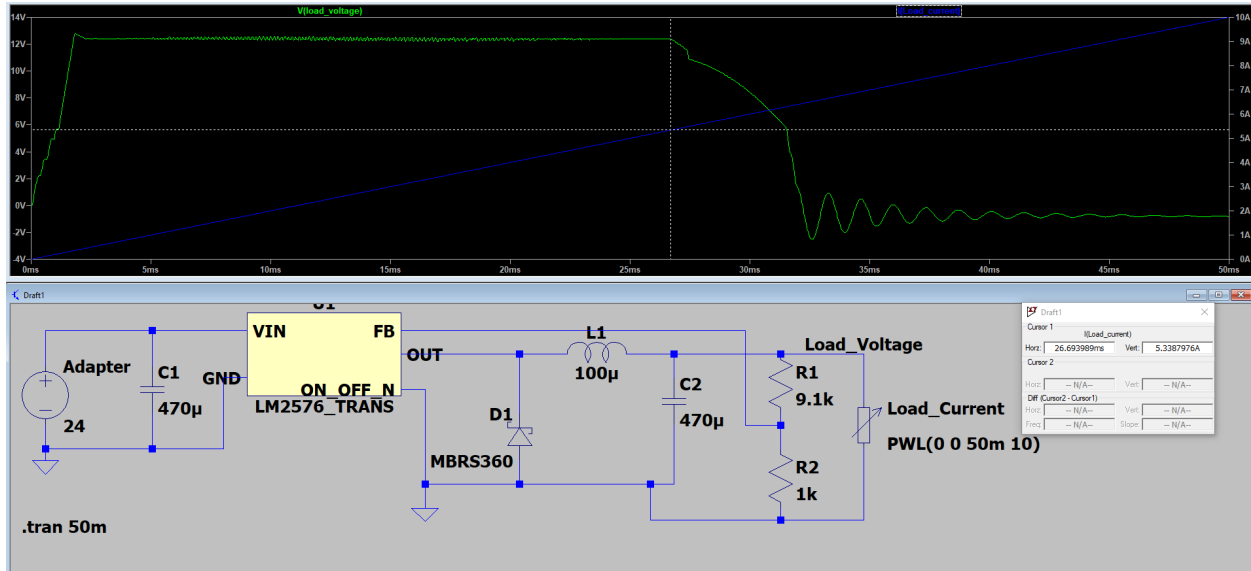 V(load_voltage)
I(Load_current)
14V
12V
10V
8V
6V
4V
2V
0V
-2V
-4V
10A
9A
8A
7A
6A
5A
4A
3A
2A
1A
0A
0ms
5ms
10ms
15ms
20ms
25ms
30ms
35ms
40ms
45ms
50ms
Draft1
U1
VIN
FB
GND
OUT
ON_OFF_N
LM2576_TRANS
Adapter
24
C1
470µ
D1
MBRS360
L1
100µ
C2
470µ
Load_Voltage
R1
9.1k
R2
1k
Load_Current
PWL(0 0 50m 10)
.tran 50m
Draft1
Cursor 1
I(Load_current)
Horz: 26.693989ms Vert: 5.3387976A
Cursor 2
Horz: -- N/A-- Vert: -- N/A--
Diff (Cursor2 - Cursor1)
Horz: -- N/A-- Vert: -- N/A--
Freq: -- N/A-- Slope: -- N/A--